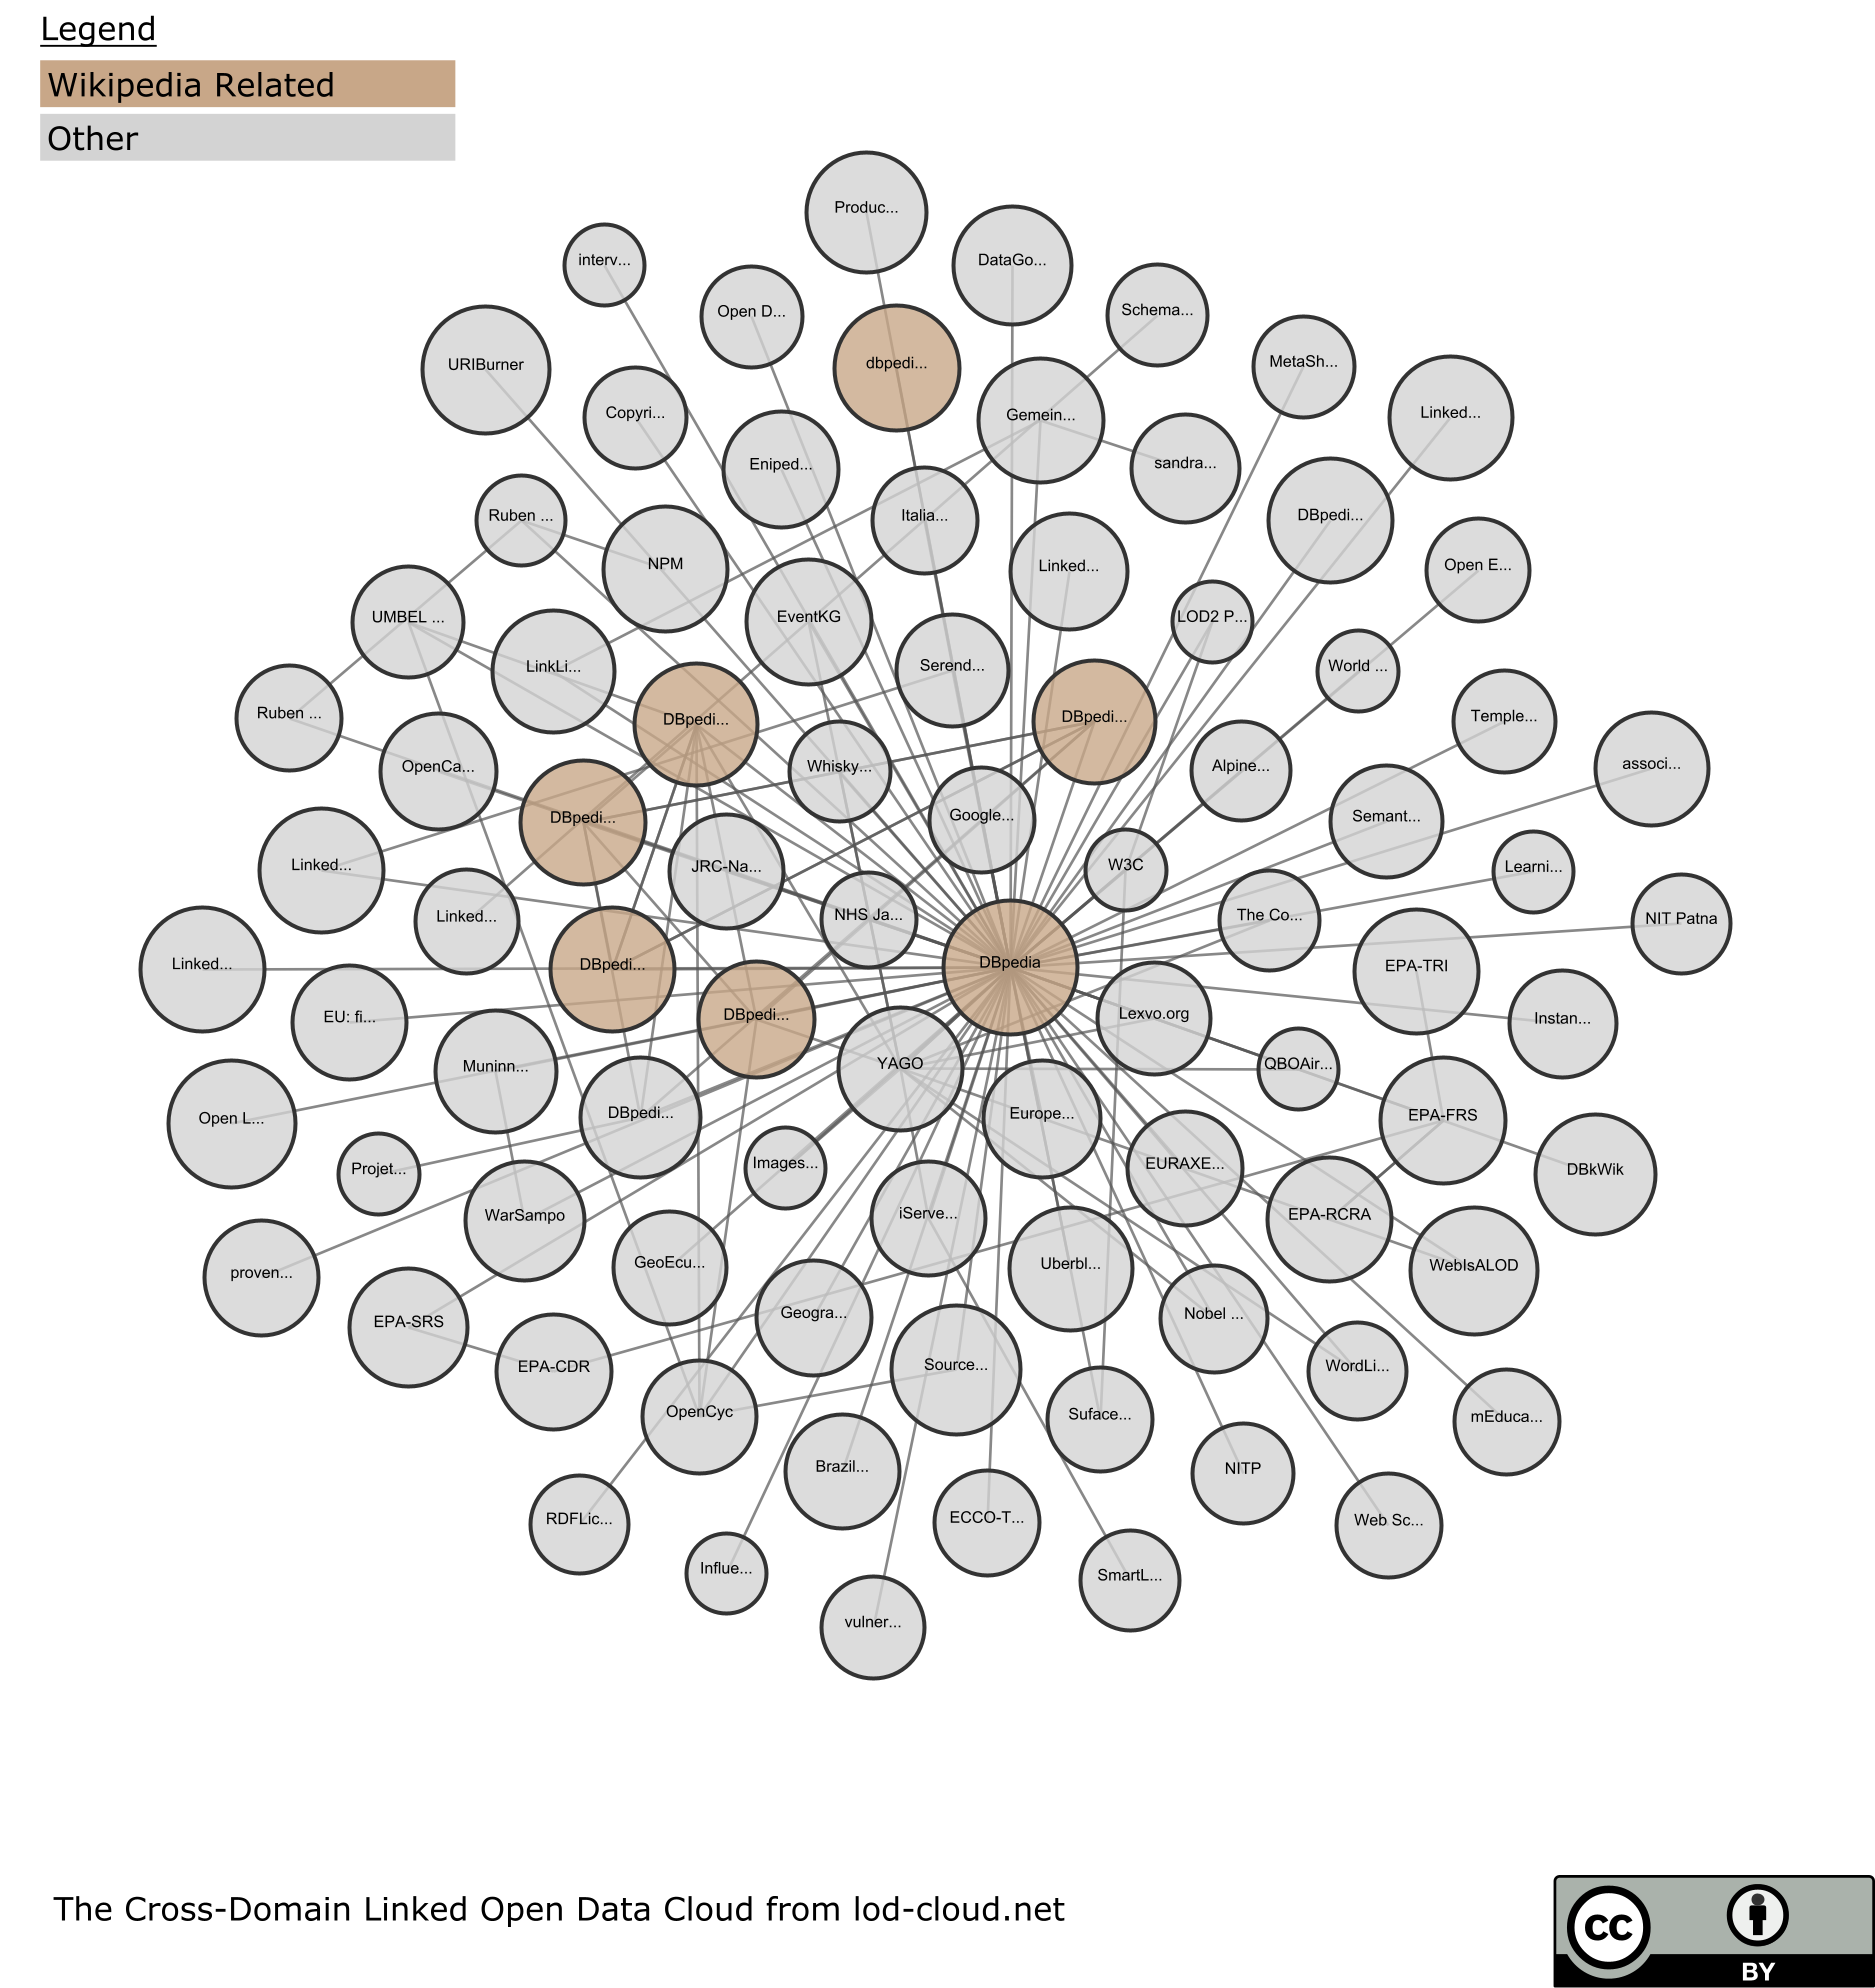 Legend
Wikipedia Related
Other
Produc...
interv...
DataGo...
Open D...
Schema...
URIBurner
dbpedi...
MetaSh...
Copyri...
Gemein...
Linked...
Eniped...
sandra...
Ruben ...
Italia...
DBpedi...
NPM
Linked...
Open E...
UMBEL ...
EventKG
LOD2 P...
LinkLi...
Serend...
World ...
Ruben ...
DBpedi...
DBpedi...
Temple...
OpenCa...
Whisky...
Alpine...
associ...
DBpedi...
Google...
Semant...
Linked...
JRC-Na...
W3C
Learni...
Linked...
NHS Ja...
The Co...
NIT Patna
Linked...
DBpedi...
DBpedia
EPA-TRI
EU: fi...
DBpedi...
Lexvo.org
Instan...
Muninn...
YAGO
QBOAir...
Open L...
DBpedi...
Europe...
EPA-FRS
Projet...
Images...
EURAXE...
DBkWik
WarSampo
iServe...
EPA-RCRA
proven...
GeoEcu...
Uberbl...
WebIsALOD
EPA-SRS
Geogra...
Nobel ...
EPA-CDR
Source...
WordLi...
OpenCyc
Suface...
mEduca...
Brazil...
NITP
RDFLic...
ECCO-T...
Web Sc...
Influe...
SmartL...
vulner...
The Cross-Domain Linked Open Data Cloud from lod-cloud.net
cc
BY